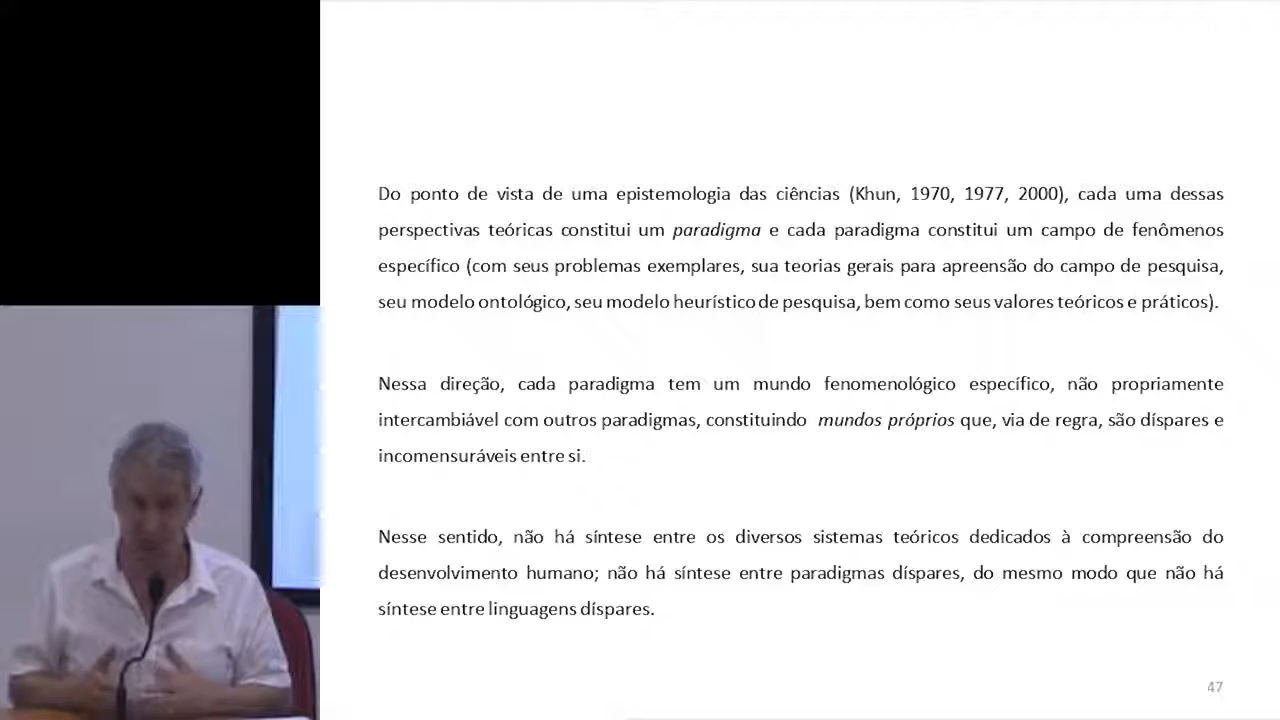 Do ponto de vista de uma epistemologia das ciências (Khun, 1970, 1977, 2000), cada uma dessas
perspectivas teóricas constitui um paradigma e cada paradigma constitui um campo de fenômenos
específico (com seus problemas exemplares, sua teorias gerais para apreensão do campo de pesquisa,
seu modelo ontológico, seu modelo heurístico de pesquisa, bem como seus valores teóricos e práticos).
Nessa direção, cada paradigma tem um mundo fenomenológico específico, não propriamente
intercambiável com outros paradigmas, constituindo mundos próprios que, via de regra, são díspares e
incomensuráveis entre si.
Nesse sentido, não há síntese entre os diversos sistemas teóricos dedicados à compreensão do
desenvolvimento humano; não há síntese entre paradigmas díspares, do mesmo modo que não há
síntese entre linguagens díspares.
47